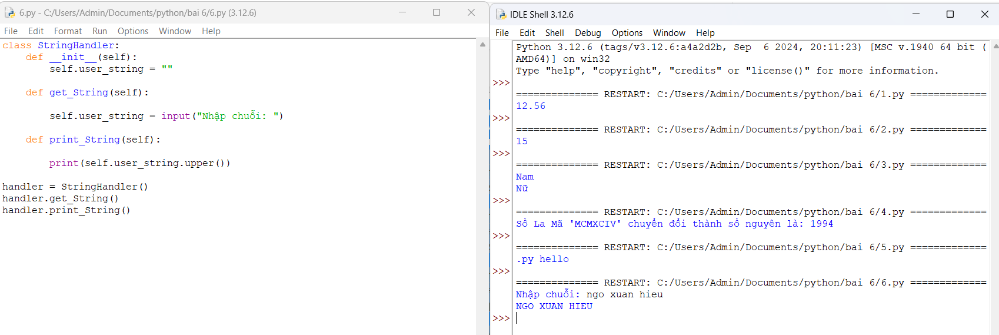 6.py - C:/Users/Admin/Documents/python/bai 6/6.py (3.12.6)
File Edit Format Run Options Window Help
class StringHandler:
    def __init__(self):
        self.user_string = ""
    def get_String(self):
        self.user_string = input("Nhập chuỗi: ")
    def print_String(self):
        print(self.user_string.upper())
handler = StringHandler()
handler.get_String()
handler.print_String()
IDLE Shell 3.12.6
File Edit Shell Debug Options Window Help
Python 3.12.6 (tags/v3.12.6:a4a2d2b, Sep  6 2024, 20:11:23) [MSC v.1940 64 bit (
AMD64)] on win32
Type "help", "copyright", "credits" or "license()" for more information.
>>>
============== RESTART: C:/Users/Admin/Documents/python/bai 6/1.py =============
12.56
>>>
============== RESTART: C:/Users/Admin/Documents/python/bai 6/2.py =============
15
>>>
============== RESTART: C:/Users/Admin/Documents/python/bai 6/3.py =============
Nam
Nữ
>>>
============== RESTART: C:/Users/Admin/Documents/python/bai 6/4.py =============
Số La Mã 'MCMXCIV' chuyển đổi thành số nguyên là: 1994
>>>
============== RESTART: C:/Users/Admin/Documents/python/bai 6/5.py =============
.py hello
>>>
============== RESTART: C:/Users/Admin/Documents/python/bai 6/6.py =============
Nhập chuỗi: ngo xuan hieu
NGO XUAN HIEU
>>>